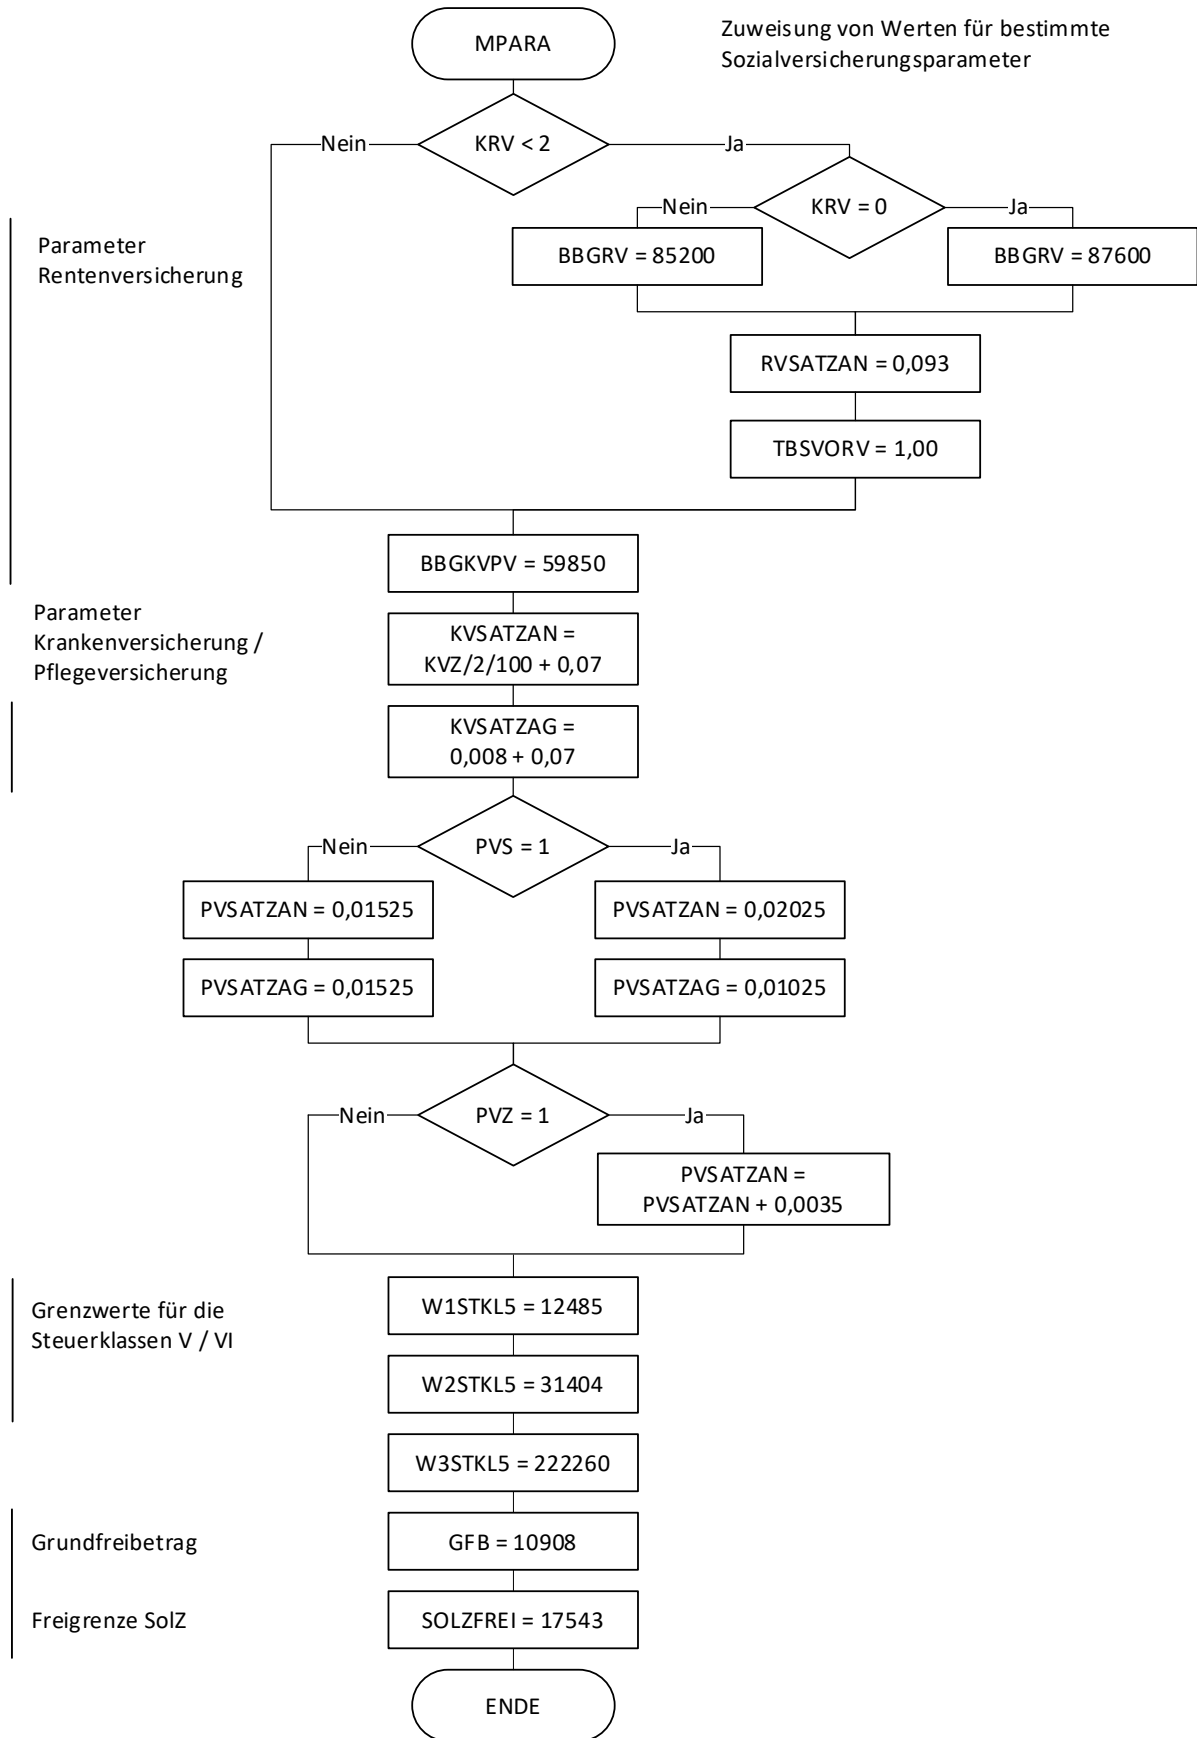 MPARA
Zuweisung von Werten für bestimmte
Sozialversicherungsparameter
KRV < 2
Nein
Ja
KRV = 0
Nein
Ja
Parameter
Rentenversicherung
BBGRV = 85200
BBGRV = 87600
RVSATZAN = 0,093
TBSVORV = 1,00
BBGKVPV = 59850
Parameter
Krankenversicherung /
Pflegeversicherung
KVSATZAN =
KVZ/2/100 + 0,07
KVSATZAG =
0,008 + 0,07
PVS = 1
Nein
Ja
PVSATZAN = 0,01525
PVSATZAN = 0,02025
PVSATZAG = 0,01525
PVSATZAG = 0,01025
PVZ = 1
Nein
Ja
PVSATZAN =
PVSATZAN + 0,0035
Grenzwerte für die
Steuerklassen V / VI
W1STKL5 = 12485
W2STKL5 = 31404
W3STKL5 = 222260
Grundfreibetrag
GFB = 10908
Freigrenze SolZ
SOLZFREI = 17543
ENDE